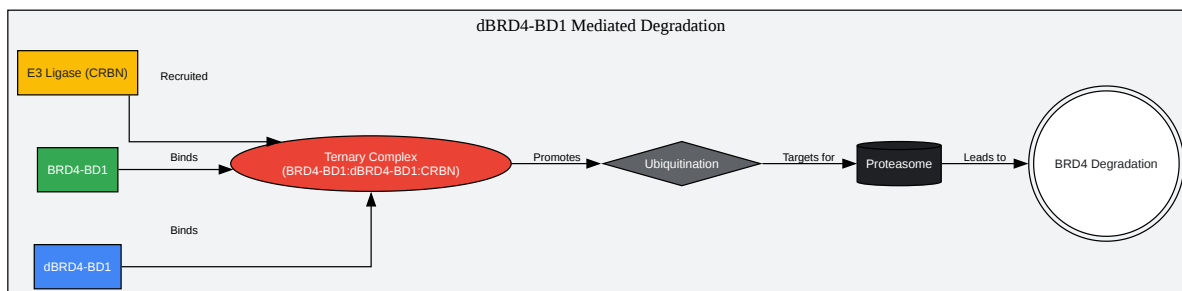 dBRD4-BD1 Mediated Degradation
E3 Ligase (CRBN)
Recruited
BRD4-BD1
Binds
Ternary Complex
(BRD4-BD1:dBRD4-BD1:CRBN)
Promotes
Ubiquitination
Targets for
Proteasome
Leads to
BRD4 Degradation
Binds
dBRD4-BD1